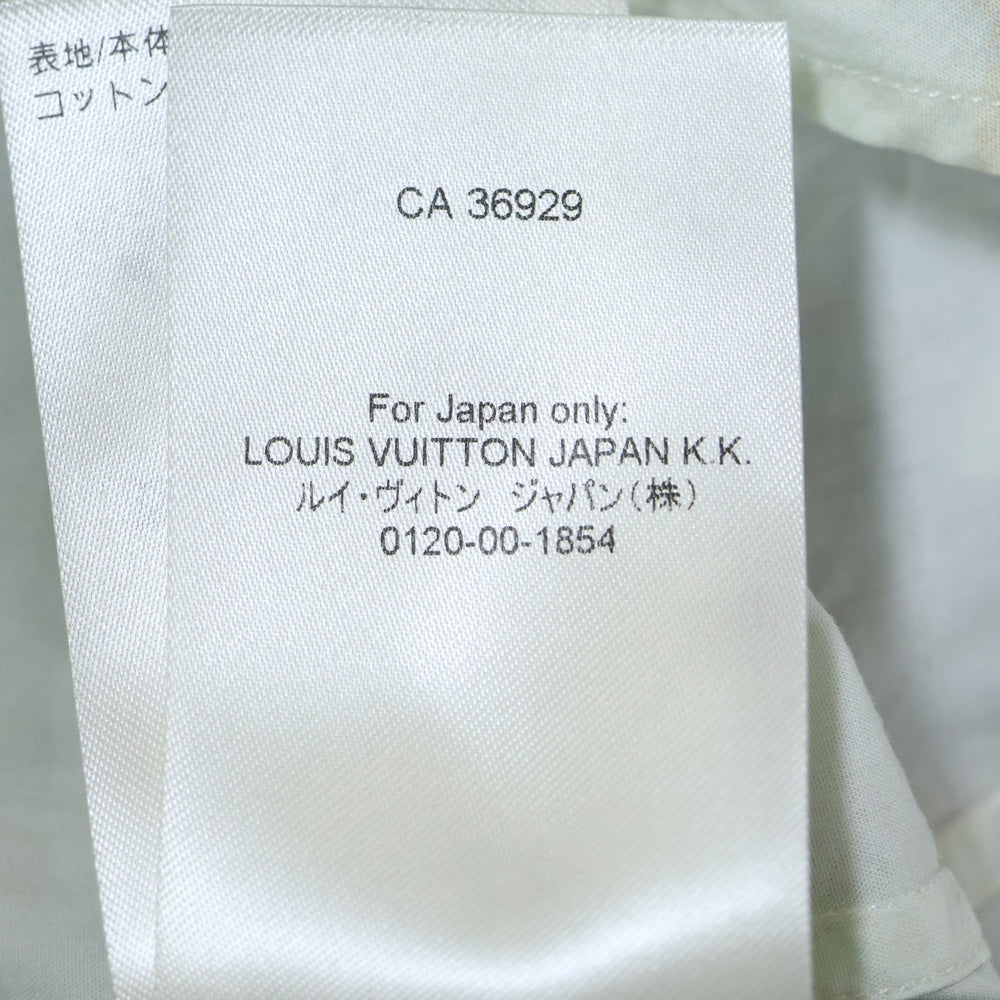 表地/本体
コットン
CA 36929
For Japan only:
LOUIS VUITTON JAPAN K.K.
ルイ・ヴィトン ジャパン(株)
0120-00-1854